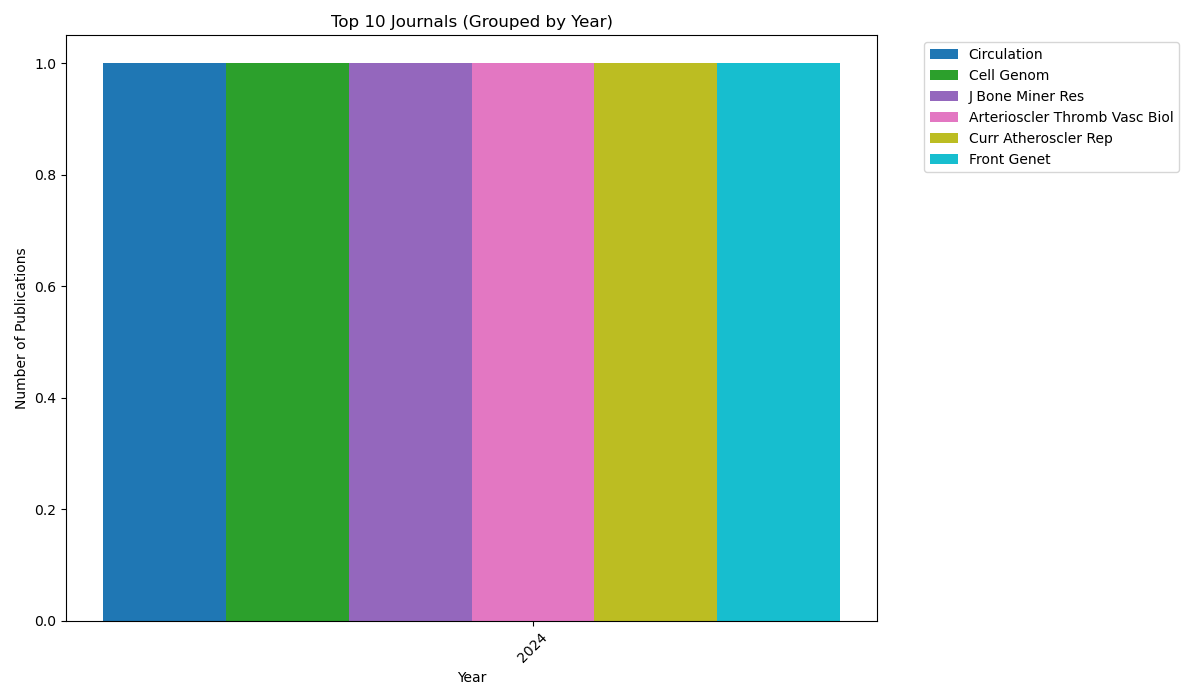 Top 10 Journals (Grouped by Year)
1.0
0.8
0.6
0.4
0.2
0.0
Number of Publications
2024
Year
Circulation
Cell Genom
J Bone Miner Res
Arterioscler Thromb Vasc Biol
Curr Atheroscler Rep
Front Genet